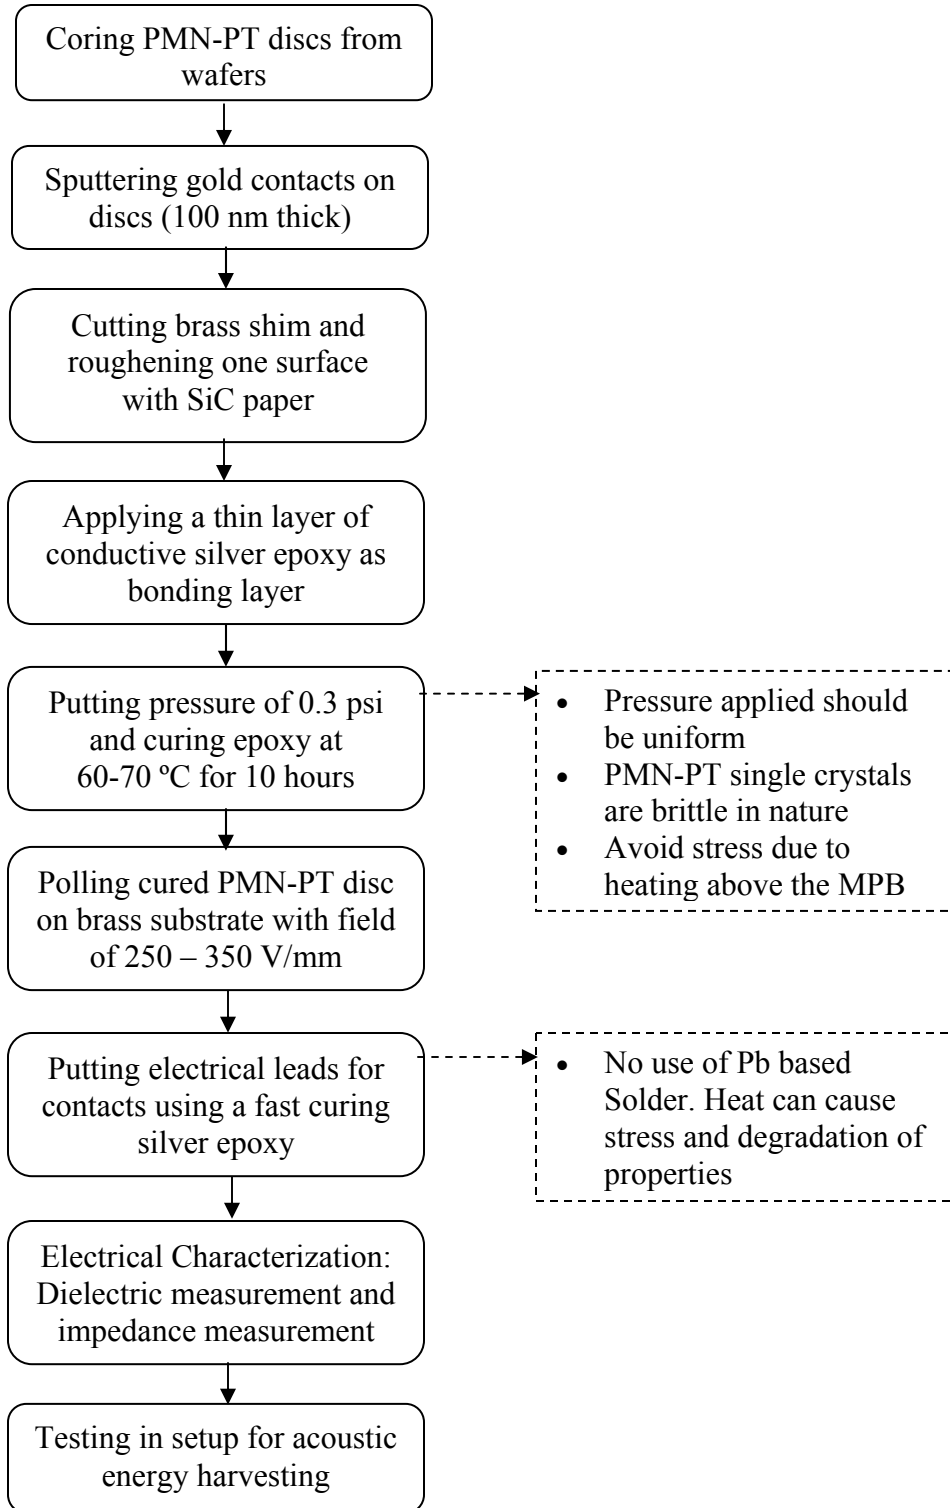 Coring PMN-PT discs from
wafers
Sputtering gold contacts on
discs (100 nm thick)
Cutting brass shim and
roughening one surface
with SiC paper
Applying a thin layer of
conductive silver epoxy as
bonding layer
Putting pressure of 0.3 psi
and curing epoxy at
60-70 ºC for 10 hours
• Pressure applied should
be uniform
• PMN-PT single crystals
are brittle in nature
• Avoid stress due to
heating above the MPB
Polling cured PMN-PT disc
on brass substrate with field
of 250 – 350 V/mm
Putting electrical leads for
contacts using a fast curing
silver epoxy
• No use of Pb based
Solder. Heat can cause
stress and degradation of
properties
Electrical Characterization:
Dielectric measurement and
impedance measurement
Testing in setup for acoustic
energy harvesting